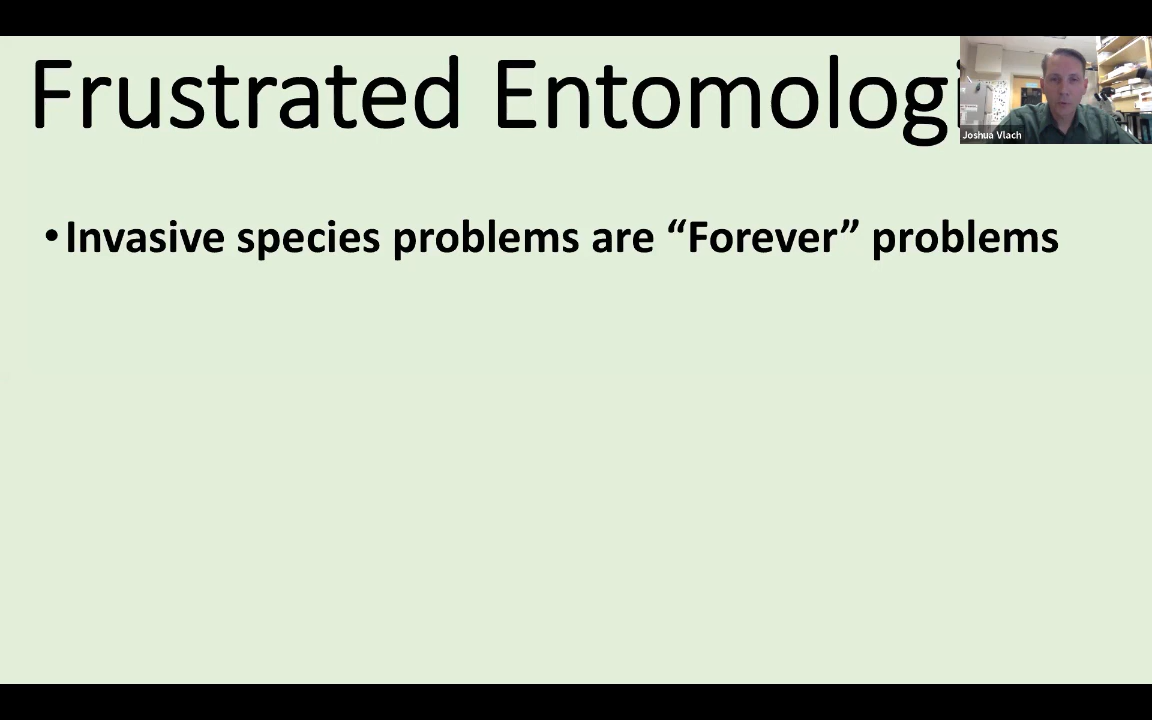 Frustrated Entomologi
Joshua Vlach
• Invasive species problems are “Forever” problems